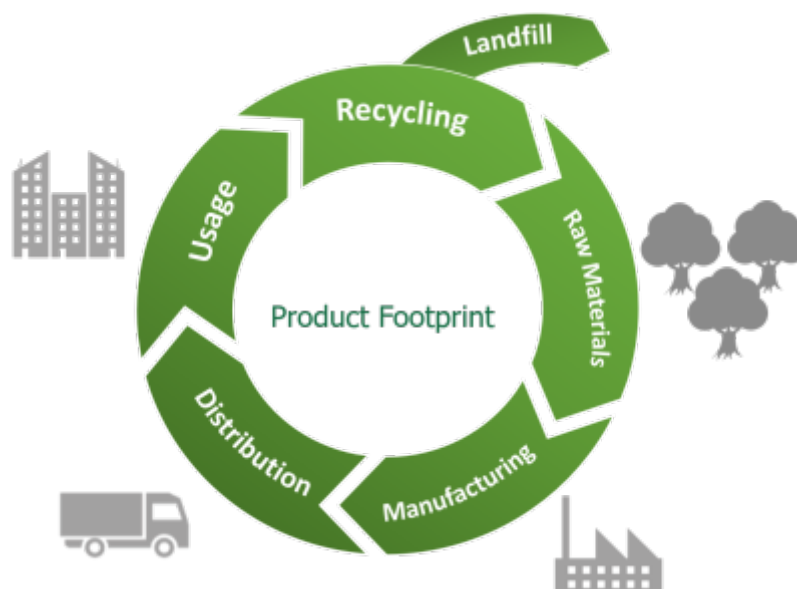 Landfill
Recycling
Raw Materials
Manufacturing
Distribution
Usage
Product Footprint